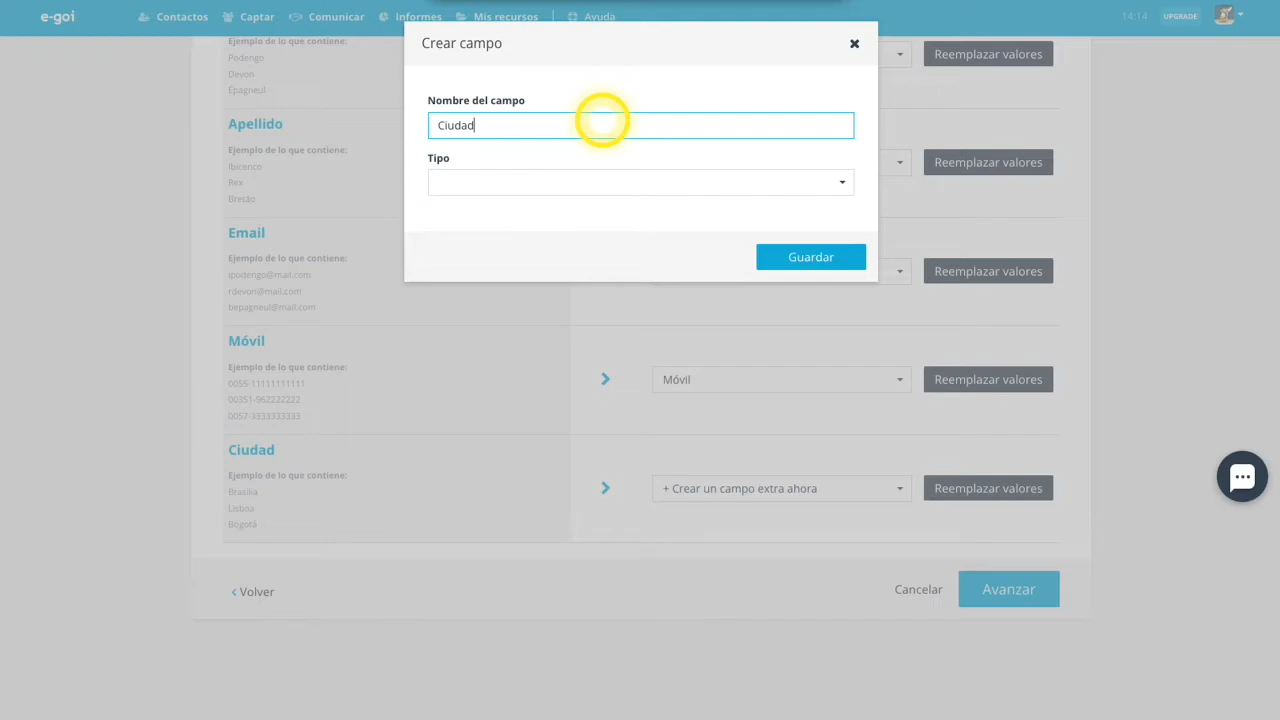 e-goi
Contactos
Captar
Comunicar
Informes
Mis recursos
Ayuda
14:14
UPGRADE
Crear campo
Nombre del campo
Ciudad
Tipo
Guardar
Ejemplo de lo que contiene:
Podengo
Devon
Épagneul
Reemplazar valores
Apellido
Ejemplo de lo que contiene:
Ibicenco
Rex
Bretão
Reemplazar valores
Email
Ejemplo de lo que contiene:
ipodengo@mail.com
rdevon@mail.com
bepagneul@mail.com
Reemplazar valores
Móvil
Ejemplo de lo que contiene:
0055-11111111111
00351-962222222
0057-3333333333
Móvil
Reemplazar valores
Ciudad
Ejemplo de lo que contiene:
Brasília
Lisboa
Bogotá
+ Crear un campo extra ahora
Reemplazar valores
Volver
Cancelar
Avanzar